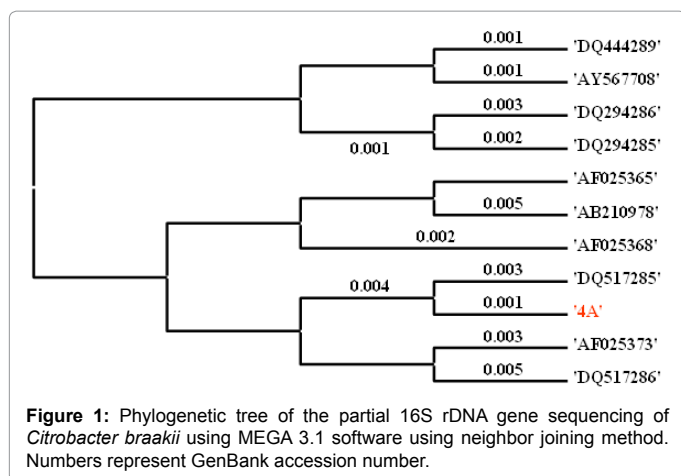 0.001
'DQ444289'
0.001
'AY567708'
0.003
'DQ294286'
0.001
0.002
'DQ294285'
'AF025365'
0.005
'AB210978'
0.002
'AF025368'
0.004
0.003
'DQ517285'
0.001
'4A'
0.003
'AF025373'
0.005
'DQ517286'
Figure 1: Phylogenetic tree of the partial 16S rDNA gene sequencing of
Citrobacter braakii using MEGA 3.1 software using neighbor joining method.
Numbers represent GenBank accession number.